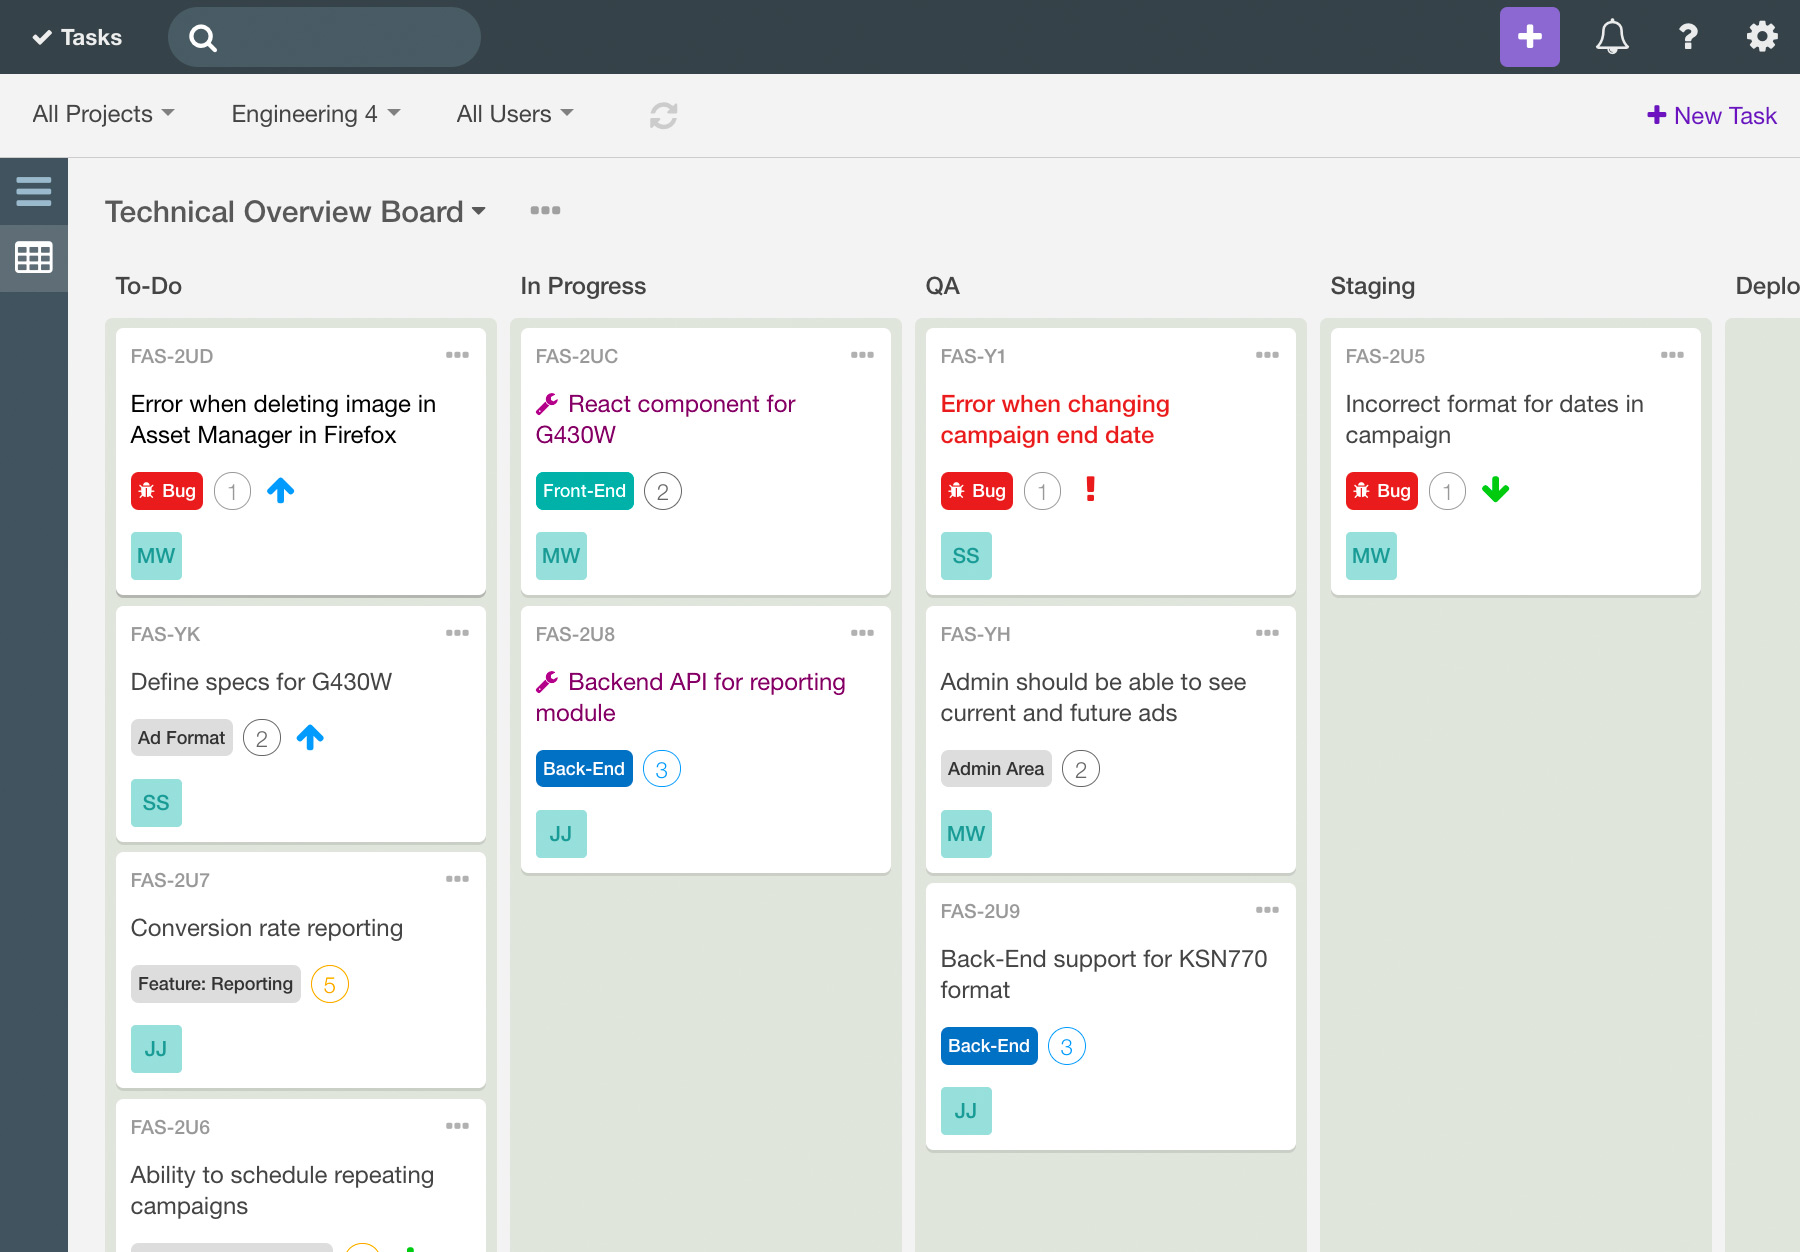 Tasks
All Projects
Engineering 4
All Users
New Task
Technical Overview Board
To-Do
FAS-2UD
Error when deleting image in
Asset Manager in Firefox
Bug 1
MW
FAS-YK
Define specs for G430W
Ad Format 2
SS
FAS-2U7
Conversion rate reporting
Feature: Reporting 5
JJ
FAS-2U6
Ability to schedule repeating
campaigns
In Progress
FAS-2UC
React component for
G430W
Front-End 2
MW
FAS-2U8
Backend API for reporting
module
Back-End 3
JJ
QA
FAS-Y1
Error when changing
campaign end date
Bug 1 !
SS
FAS-YH
Admin should be able to see
current and future ads
Admin Area 2
MW
FAS-2U9
Back-End support for KSN770
format
Back-End 3
JJ
Staging
FAS-2U5
Incorrect format for dates in
campaign
Bug 1
MW
Deplo